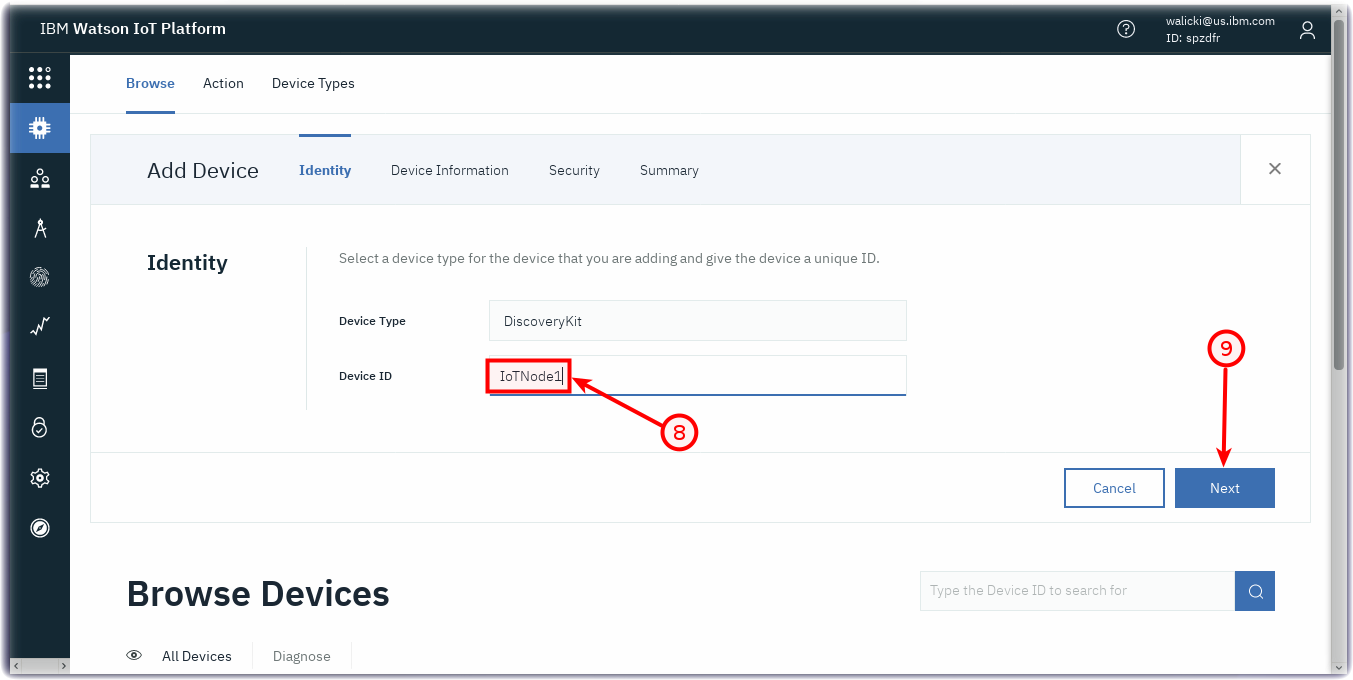 IBM Watson IoT Platform
walicki@us.ibm.com
ID: spzdfr
Browse Action Device Types
Add Device Identity Device Information Security Summary
Identity
Select a device type for the device that you are adding and give the device a unique ID.
Device Type DiscoveryKit
Device ID IoTNode1
9
8
Cancel Next
Browse Devices
Type the Device ID to search for
All Devices Diagnose